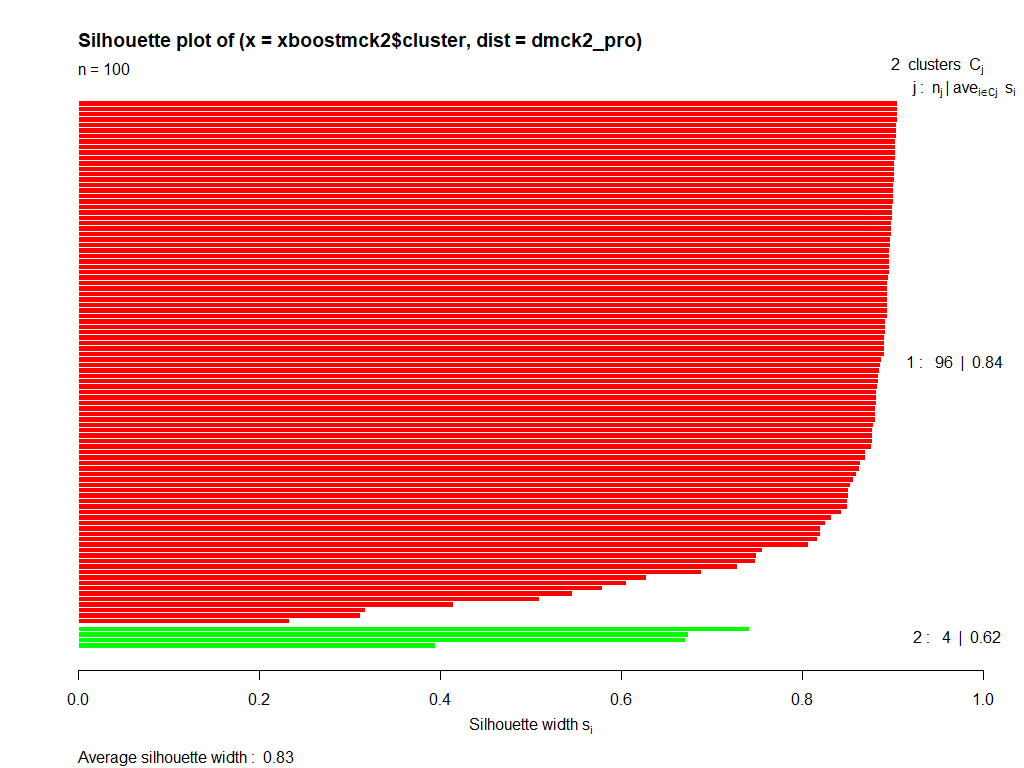 Silhouette plot of (x = xboostmck2$cluster, dist = dmck2_pro)
n = 100
2 clusters Cj
j : nj | avei∈Cj si
1 : 96 | 0.84
2 : 4 | 0.62
0.0 0.2 0.4 0.6 0.8 1.0
Silhouette width si
Average silhouette width : 0.83